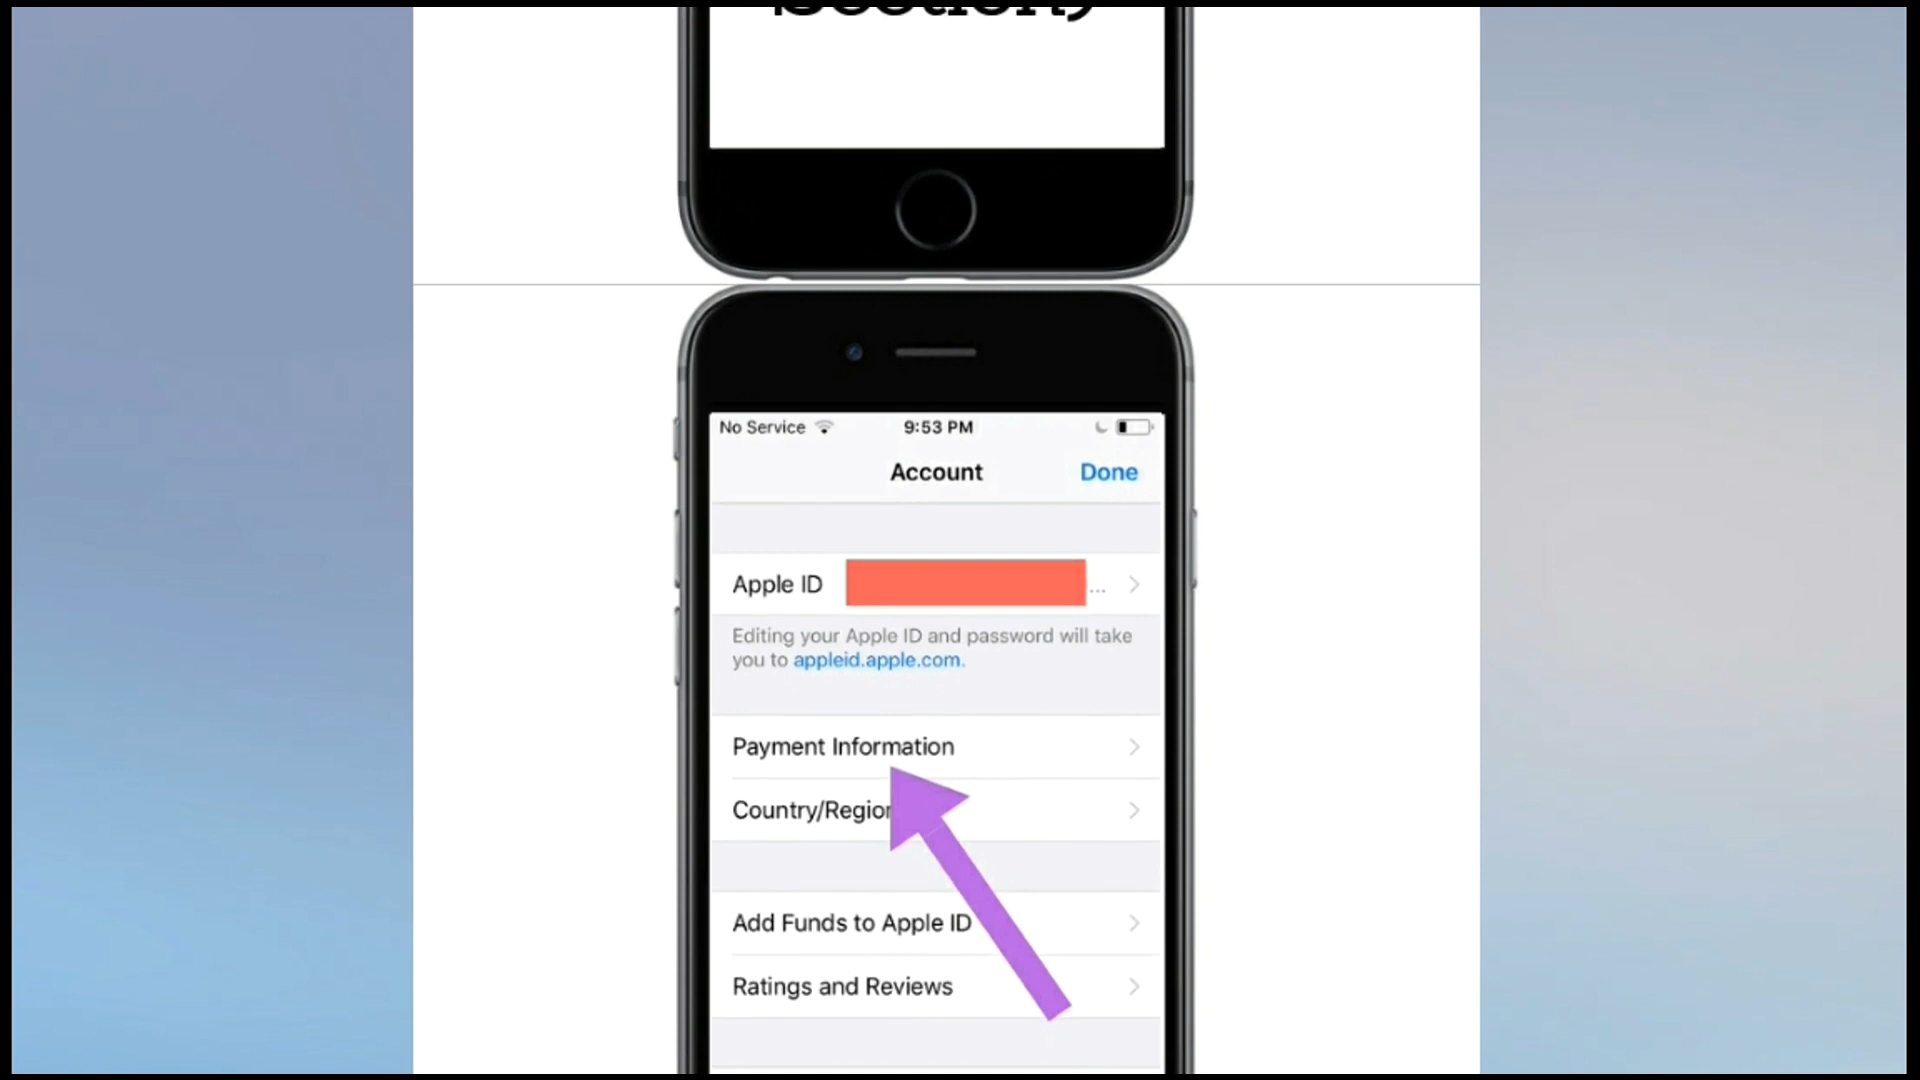 No Service 9:53 PM
Account Done
Apple ID ...
Editing your Apple ID and password will take
you to appleid.apple.com.
Payment Information
Country/Region
Add Funds to Apple ID
Ratings and Reviews